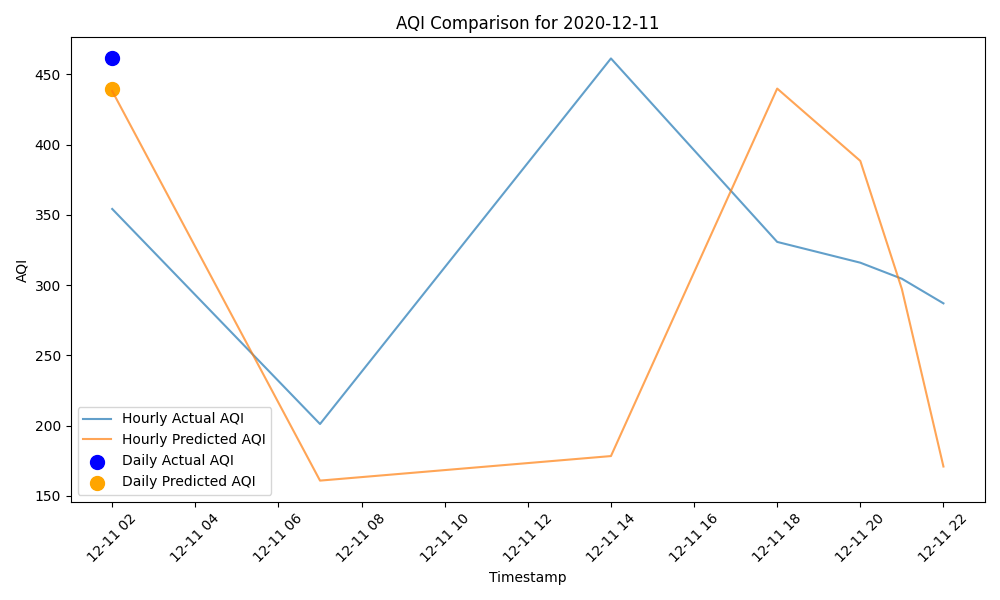 AQI Comparison for 2020-12-11
AQI
450
400
350
300
250
200
150
Hourly Actual AQI
Hourly Predicted AQI
Daily Actual AQI
Daily Predicted AQI
12-11 02
12-11 04
12-11 06
12-11 08
12-11 10
12-11 12
12-11 14
12-11 16
12-11 18
12-11 20
12-11 22
Timestamp